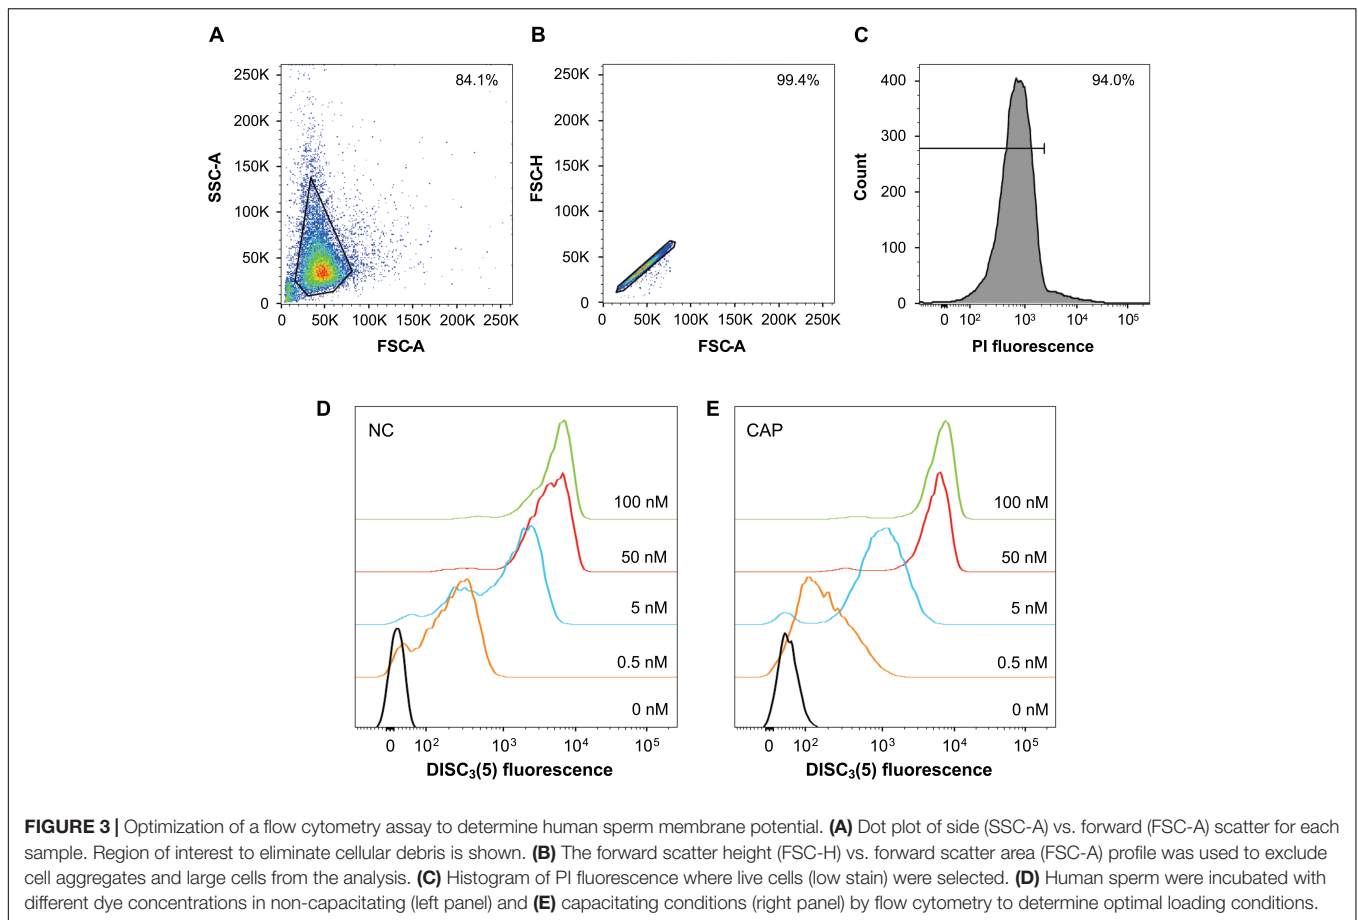 A
B
C
250K
200K
150K
100K
50K
0
SSC-A
84.1%
0 50K 100K 150K 200K 250K
FSC-A
250K
200K
150K
100K
50K
0
FSC-H
99.4%
0 50K 100K 150K 200K 250K
FSC-A
400
300
200
100
0
Count
94.0%
0 10² 10³ 10⁴ 10⁵
PI fluorescence
D
NC
100 nM
50 nM
5 nM
0.5 nM
0 nM
0 10² 10³ 10⁴ 10⁵
DISC₃(5) fluorescence
E
CAP
100 nM
50 nM
5 nM
0.5 nM
0 nM
0 10² 10³ 10⁴ 10⁵
DISC₃(5) fluorescence
FIGURE 3 | Optimization of a flow cytometry assay to determine human sperm membrane potential. (A) Dot plot of side (SSC-A) vs. forward (FSC-A) scatter for each
sample. Region of interest to eliminate cellular debris is shown. (B) The forward scatter height (FSC-H) vs. forward scatter area (FSC-A) profile was used to exclude
cell aggregates and large cells from the analysis. (C) Histogram of PI fluorescence where live cells (low stain) were selected. (D) Human sperm were incubated with
different dye concentrations in non-capacitating (left panel) and (E) capacitating conditions (right panel) by flow cytometry to determine optimal loading conditions.